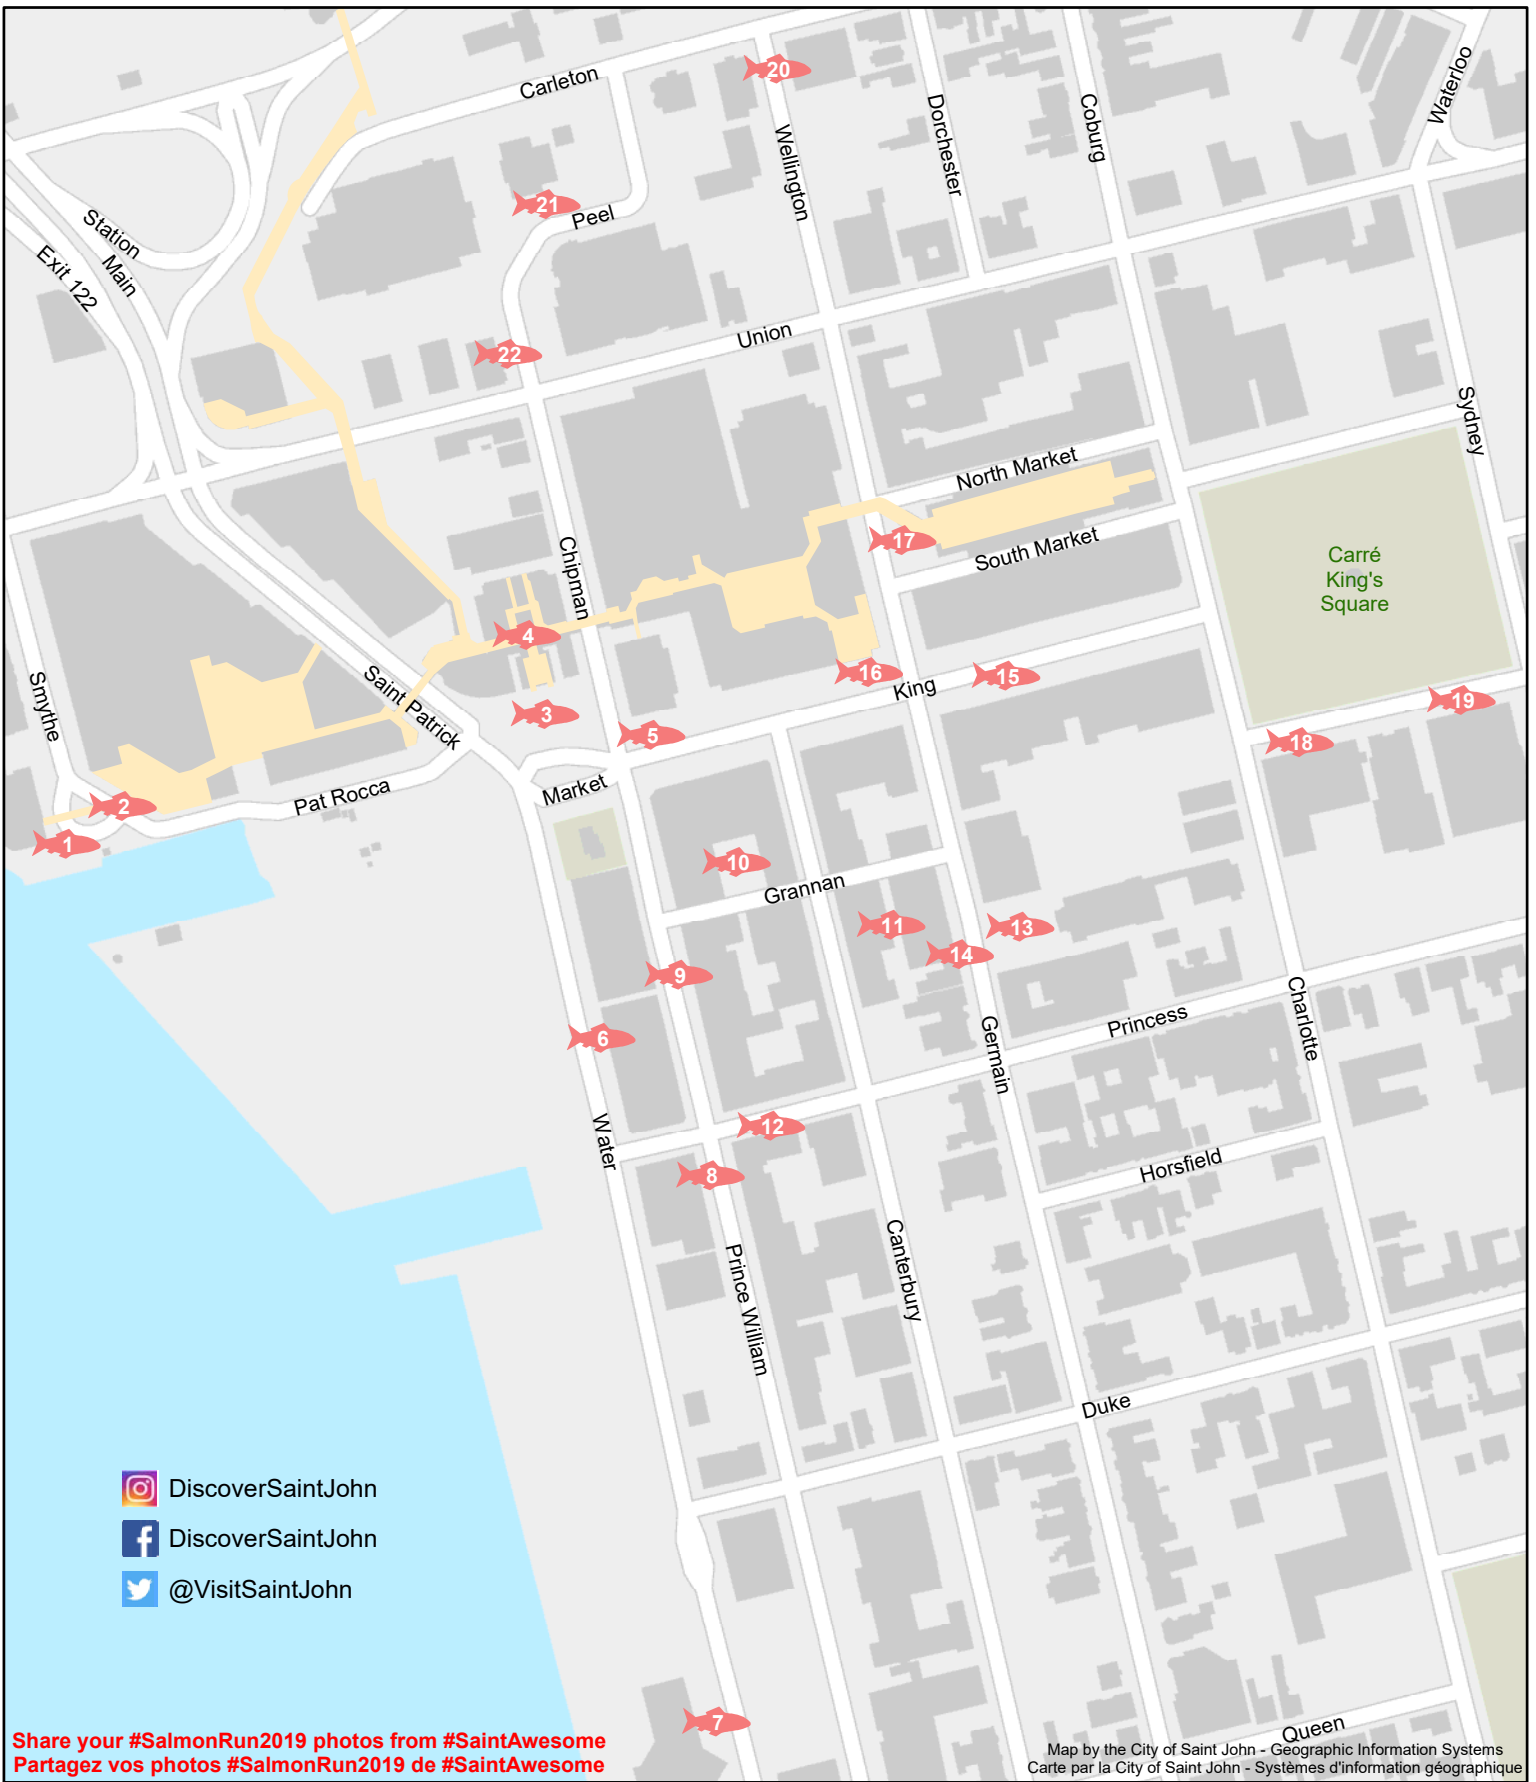 20
Carleton
Waterloo
Dorchester
Coburg
Wellington
21
Peel
Station
Main
Exit 122
Union
22
Sydney
North Market
17
South Market
Chipman
Carré
King's
Square
4
16
15
King
Smythe
Saint Patrick
3
5
19
18
Market
Pat Rocca
2
1
10
Grannan
11
13
14
9
6
Germain
Princess
Charlotte
12
Water
8
Horsfield
Prince William
Canterbury
Duke
DiscoverSaintJohn
DiscoverSaintJohn
@VisitSaintJohn
7
Queen
Share your #SalmonRun2019 photos from #SaintAwesome
Partagez vos photos #SalmonRun2019 de #SaintAwesome
Map by the City of Saint John - Geographic Information Systems
Carte par la City of Saint John - Systèmes d'information géographique